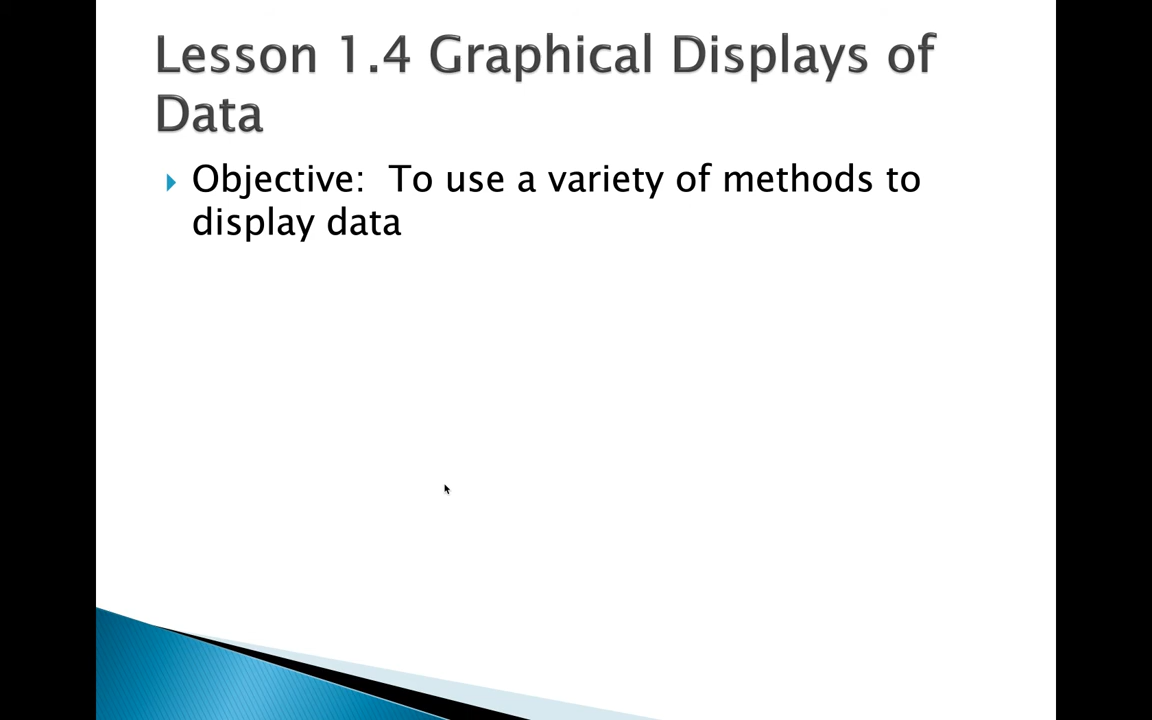 Lesson 1.4 Graphical Displays of
Data
Objective:  To use a variety of methods to
display data